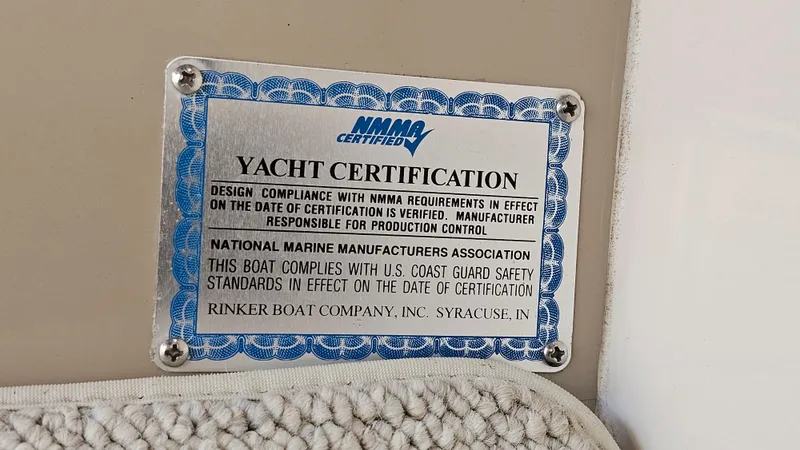 NMMA
CERTIFIED
YACHT CERTIFICATION
DESIGN COMPLIANCE WITH NMMA REQUIREMENTS IN EFFECT
ON THE DATE OF CERTIFICATION IS VERIFIED. MANUFACTURER
RESPONSIBLE FOR PRODUCTION CONTROL
NATIONAL MARINE MANUFACTURERS ASSOCIATION
THIS BOAT COMPLIES WITH U.S. COAST GUARD SAFETY
STANDARDS IN EFFECT ON THE DATE OF CERTIFICATION
RINKER BOAT COMPANY, INC. SYRACUSE, IN